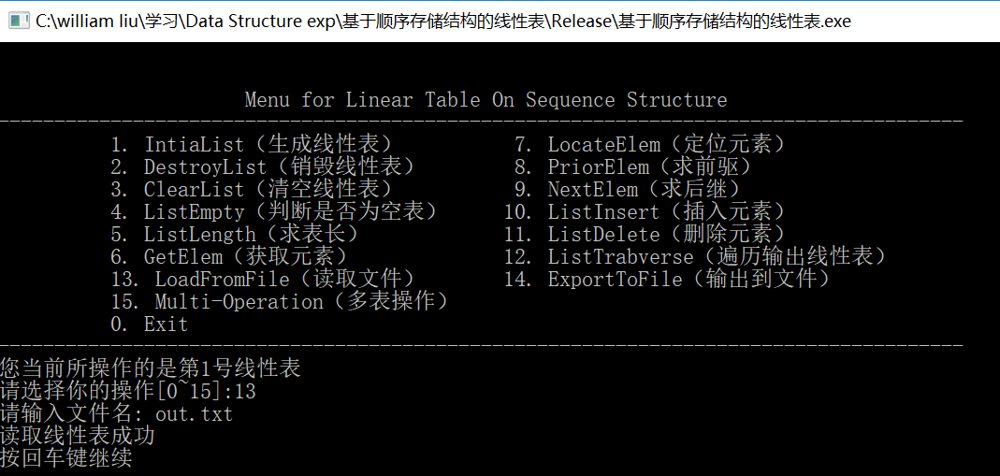 C:\william liu\学习\Data Structure exp\基于顺序存储结构的线性表\Release\基于顺序存储结构的线性表.exe
Menu for Linear Table On Sequence Structure
1. IntiaList（生成线性表） 7. LocateElem（定位元素）
2. DestroyList（销毁线性表） 8. PriorElem（求前驱）
3. ClearList（清空线性表） 9. NextElem（求后继）
4. ListEmpty（判断是否为空表） 10. ListInsert（插入元素）
5. ListLength（求表长） 11. ListDelete（删除元素）
6. GetElem（获取元素） 12. ListTrabverse（遍历输出线性表）
13. LoadFromFile（读取文件） 14. ExportToFile（输出到文件）
15. Multi-Operation（多表操作）
0. Exit
您当前所操作的是第1号线性表
请选择你的操作[0~15]:13
请输入文件名: out.txt
读取线性表成功
按回车键继续